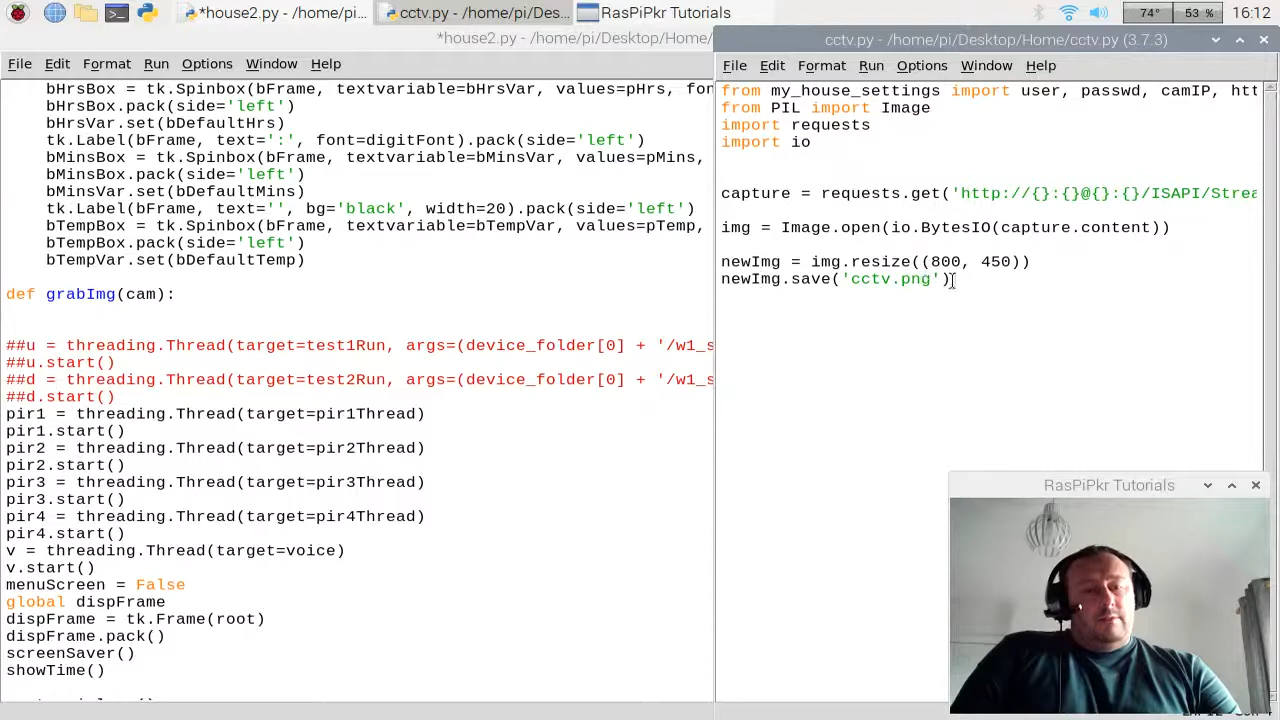 *house2.py - /home/pi...
cctv.py - /home/pi/Des...
RasPiPkr Tutorials
74°
53 %
16:12
*house2.py - /home/pi/Desktop/Home/
File Edit Format Run Options Window Help
bHrsBox = tk.Spinbox(bFrame, textvariable=bHrsVar, values=pHrs, fon
bHrsBox.pack(side='left')
bHrsVar.set(bDefaultHrs)
tk.Label(bFrame, text=':', font=digitFont).pack(side='left')
bMinsBox = tk.Spinbox(bFrame, textvariable=bMinsVar, values=pMins,
bMinsBox.pack(side='left')
bMinsVar.set(bDefaultMins)
tk.Label(bFrame, text='', bg='black', width=20).pack(side='left')
bTempBox = tk.Spinbox(bFrame, textvariable=bTempVar, values=pTemp,
bTempBox.pack(side='left')
bTempVar.set(bDefaultTemp)
def grabImg(cam):
##u = threading.Thread(target=test1Run, args=(device_folder[0] + '/w1_s
##u.start()
##d = threading.Thread(target=test2Run, args=(device_folder[0] + '/w1_s
##d.start()
pir1 = threading.Thread(target=pir1Thread)
pir1.start()
pir2 = threading.Thread(target=pir2Thread)
pir2.start()
pir3 = threading.Thread(target=pir3Thread)
pir3.start()
pir4 = threading.Thread(target=pir4Thread)
pir4.start()
v = threading.Thread(target=voice)
v.start()
menuScreen = False
global dispFrame
dispFrame = tk.Frame(root)
dispFrame.pack()
screenSaver()
showTime()
cctv.py - /home/pi/Desktop/Home/cctv.py (3.7.3)
File Edit Format Run Options Window Help
from my_house_settings import user, passwd, camIP, htt
from PIL import Image
import requests
import io
capture = requests.get('http://{}:{}@{}:{}/ISAPI/Strea
img = Image.open(io.BytesIO(capture.content))
newImg = img.resize((800, 450))
newImg.save('cctv.png')
RasPiPkr Tutorials